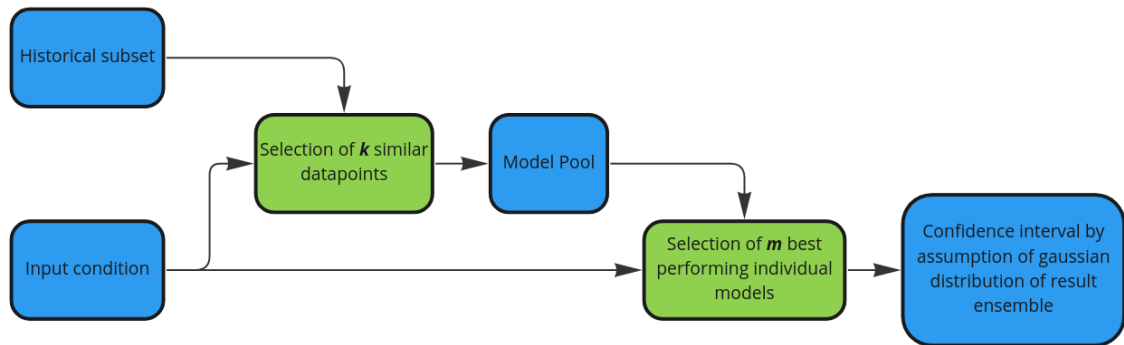 Historical subset
Selection of k similar
datapoints
Model Pool
Input condition
Selection of m best
performing individual
models
Confidence interval by
assumption of gaussian
distribution of result
ensemble